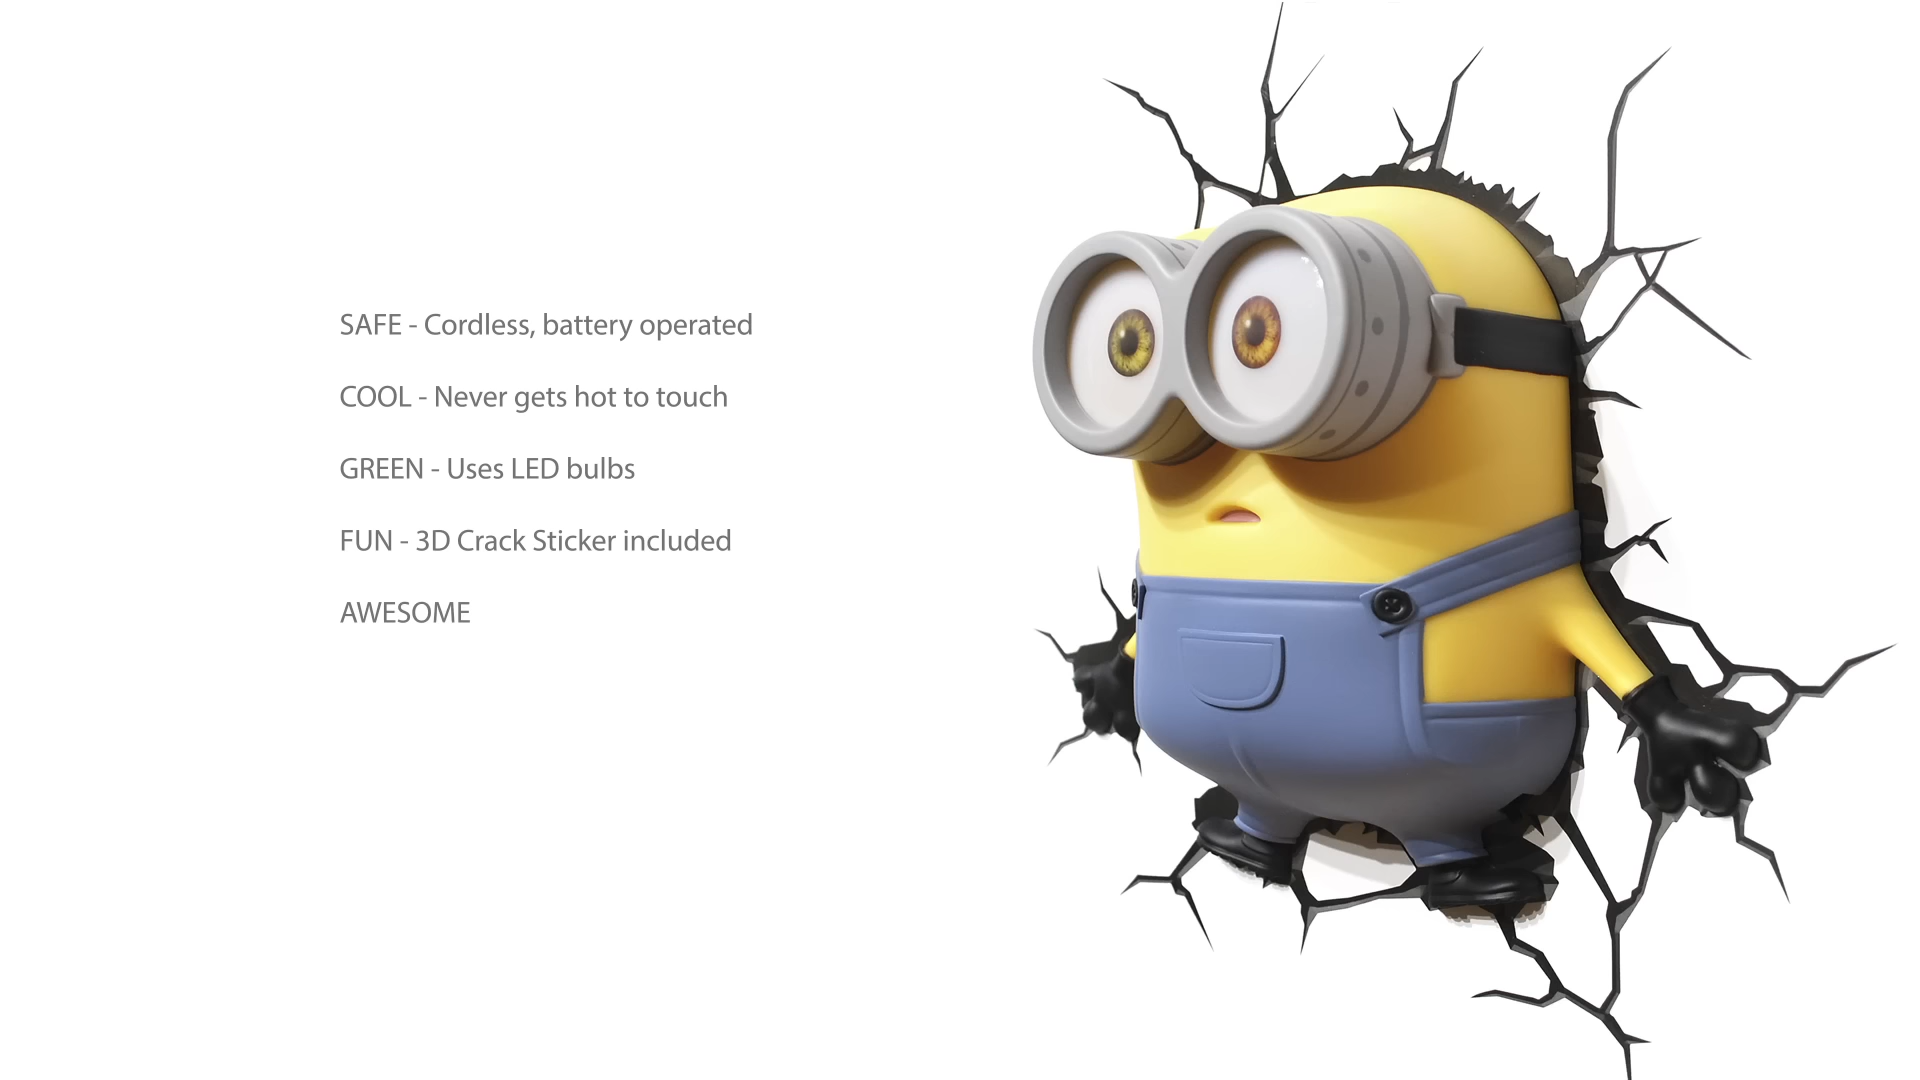 SAFE - Cordless, battery operated
COOL - Never gets hot to touch
GREEN - Uses LED bulbs
FUN - 3D Crack Sticker included
AWESOME